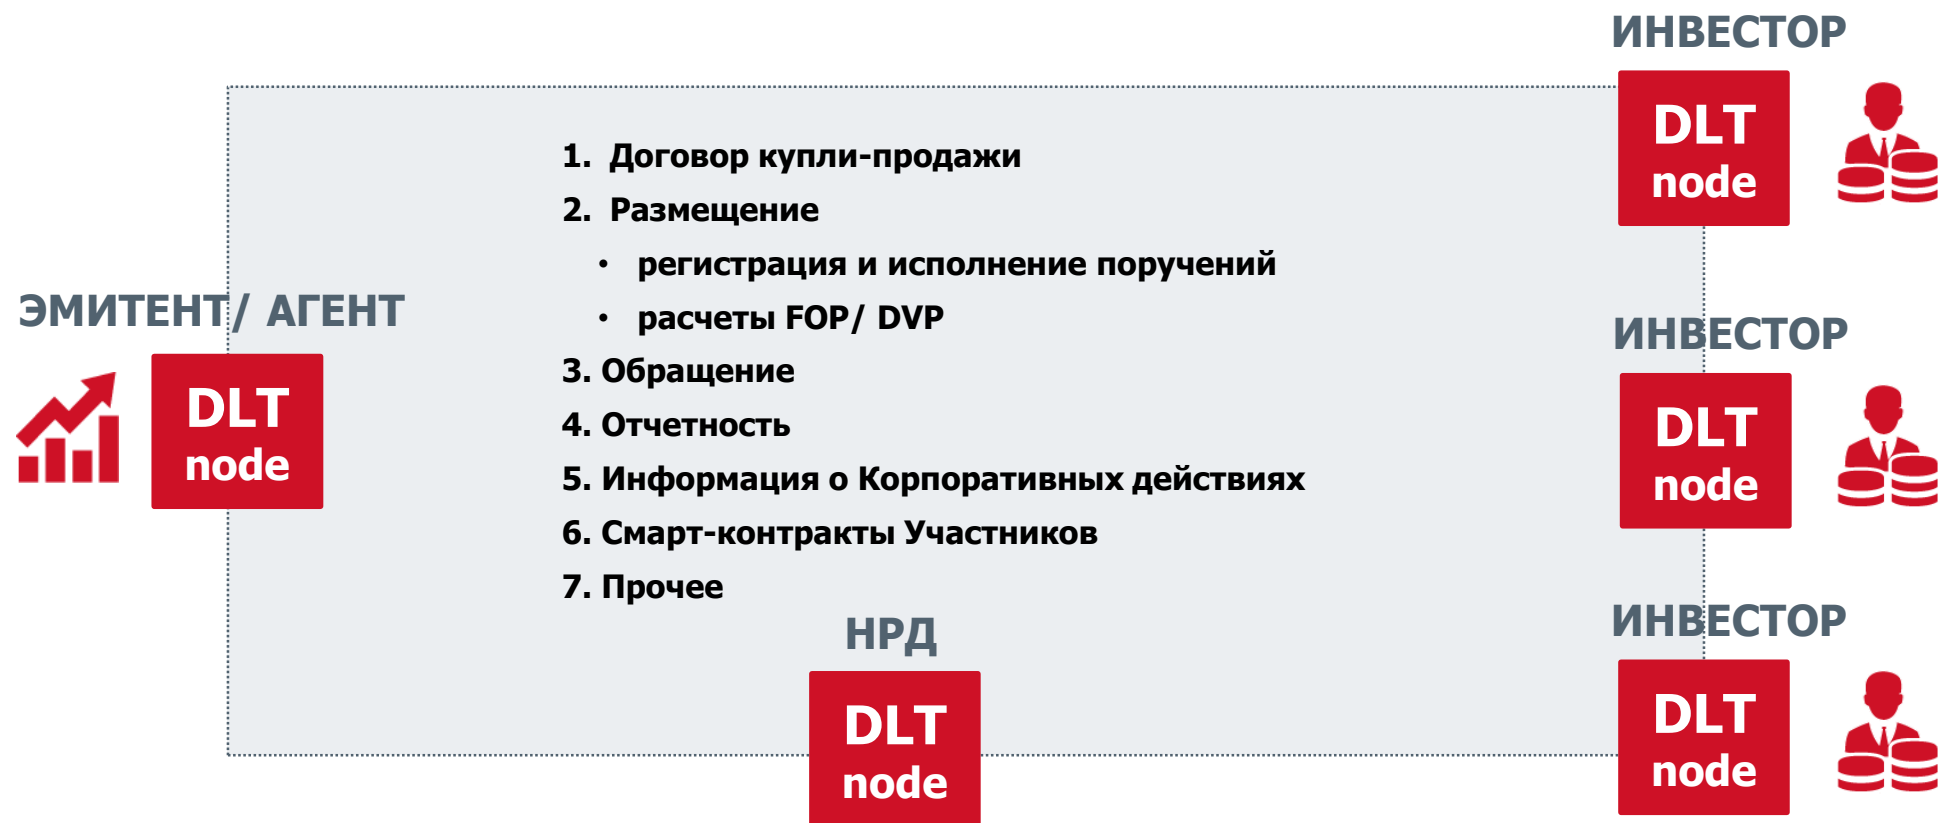 ИНВЕСТОР
DLT
node
1. Договор купли-продажи
2. Размещение
• регистрация и исполнение поручений
• расчеты FOP/ DVP
3. Обращение
4. Отчетность
5. Информация о Корпоративных действиях
6. Смарт-контракты Участников
7. Прочее
ЭМИТЕНТ/ АГЕНТ
DLT
node
ИНВЕСТОР
DLT
node
НРД
DLT
node
ИНВЕСТОР
DLT
node